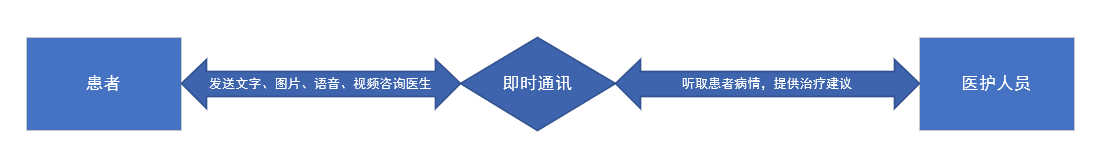 患者
发送文字、图片、语音、视频咨询医生
即时通讯
听取患者病情，提供治疗建议
医护人员